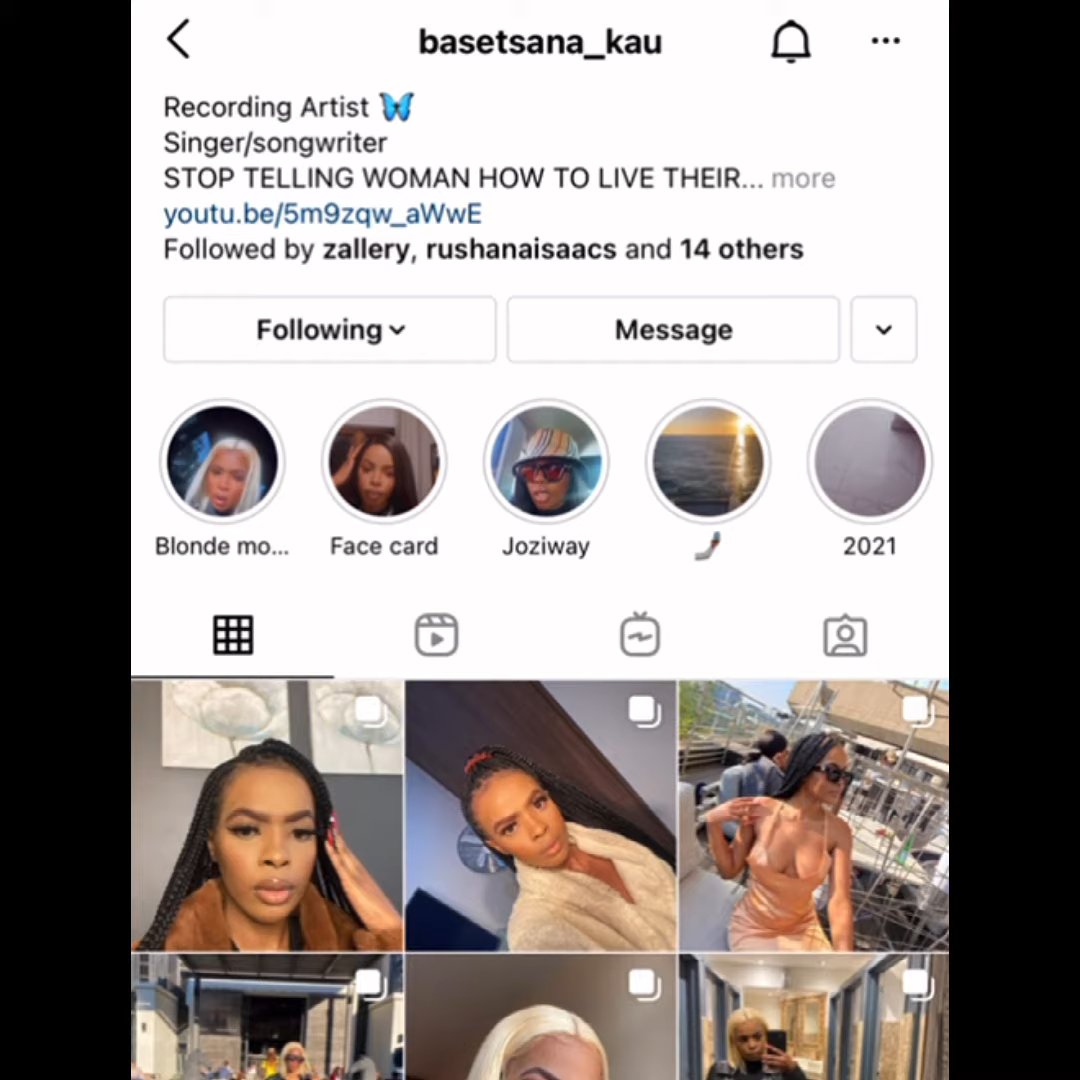 basetsana_kau
Recording Artist 🦋
Singer/songwriter
STOP TELLING WOMAN HOW TO LIVE THEIR... more
youtu.be/5m9zqw_aWwE
Followed by zallery, rushanaisaacs and 14 others
Following Message
Blonde mo... Face card Joziway 2021